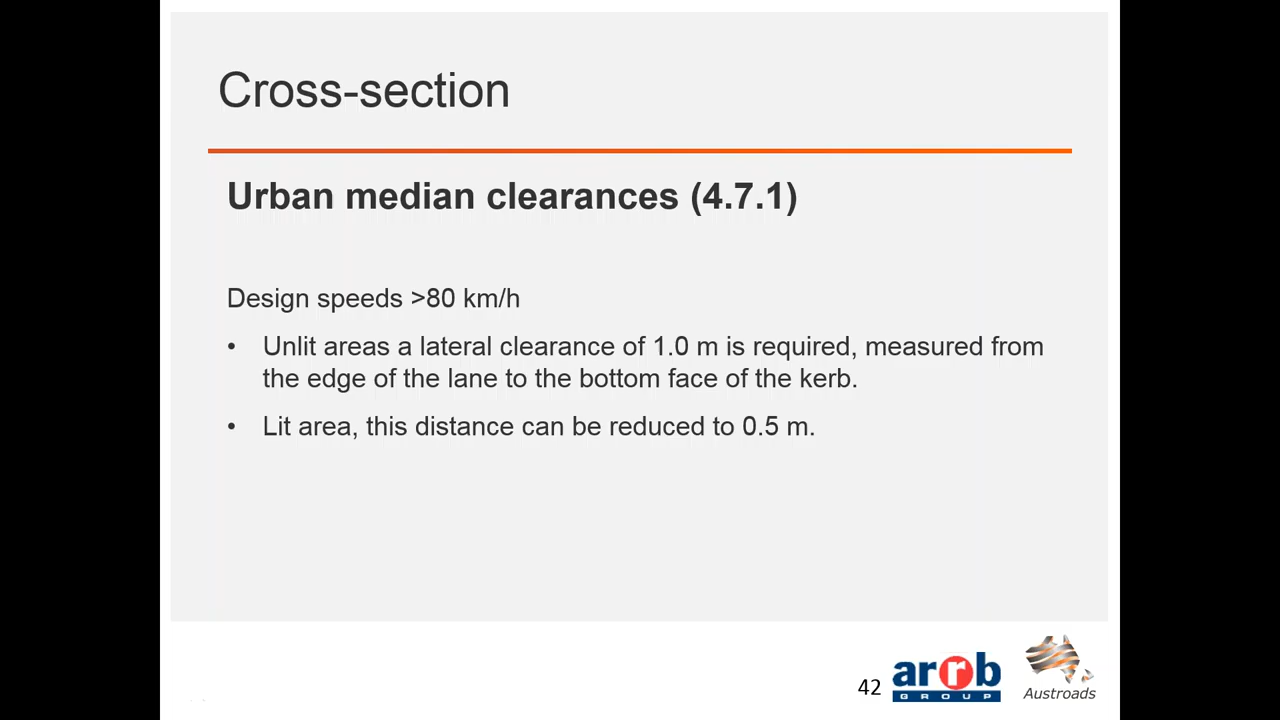 Cross-section
Urban median clearances (4.7.1)
Design speeds >80 km/h
• Unlit areas a lateral clearance of 1.0 m is required, measured from
the edge of the lane to the bottom face of the kerb.
• Lit area, this distance can be reduced to 0.5 m.
42
arrb
GROUP
Austroads